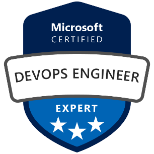 Microsoft
CERTIFIED
DEVOPS ENGINEER
EXPERT